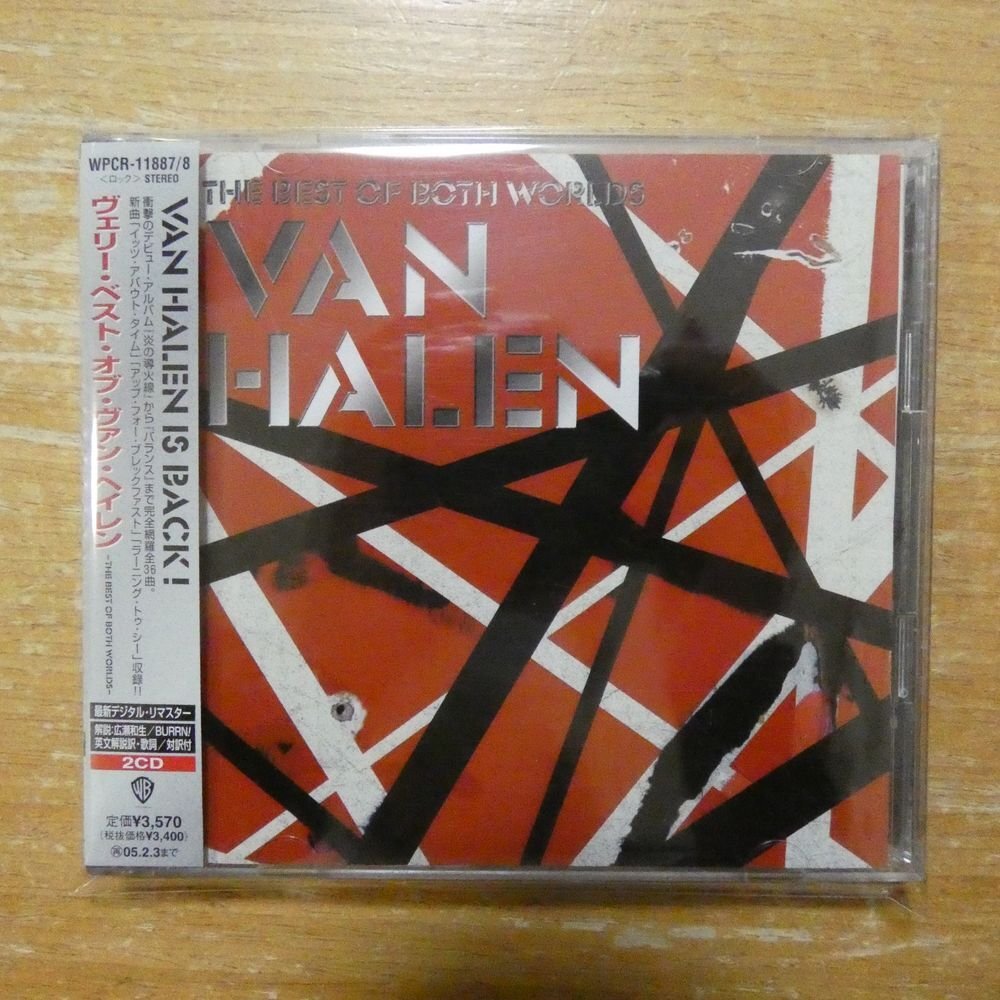 WPCR-11887/8
<ロック> STEREO
VAN HALEN IS BACK!
衝撃のデビュー・アルバム「炎の導火線」から「バランス」まで完全網羅全36曲。
新曲「イッツ・アバウト・タイム」「アップ・フォー・ブレックファスト」「ラーニング・トゥ・シー」収録!!
ヴェリー・ベスト・オブ・ヴァン・ヘイレン
-THE BEST OF BOTH WORLDS-
最新デジタル・リマスター
解説:広瀬和生/BURRN!
英文解説訳・歌詞/対訳付
2CD
WB
定価¥3,570
(税抜価格¥3,400)
再05.2.3まで
THE BEST OF BOTH WORLDS
VAN
HALEN